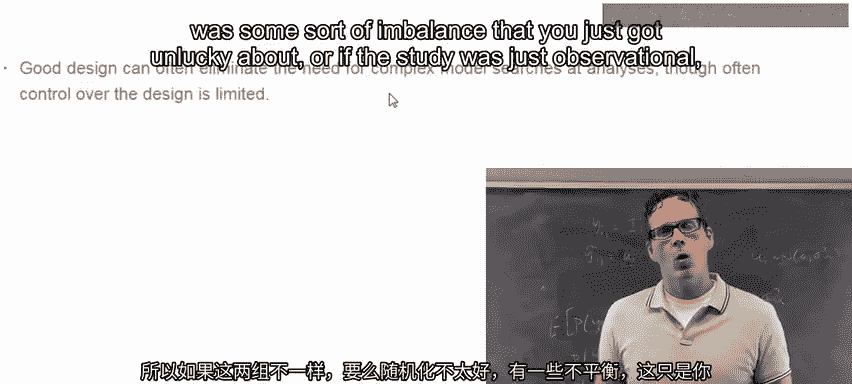 was some sort of imbalance that you just got
unlucky about, or if the study was just observational,
· Good design can often eliminate the need for complex model searches at analyses, though often
control over the design is limited.
所以如果这两组不一样，要么随机化不太好，有一些不平衡，这只是你